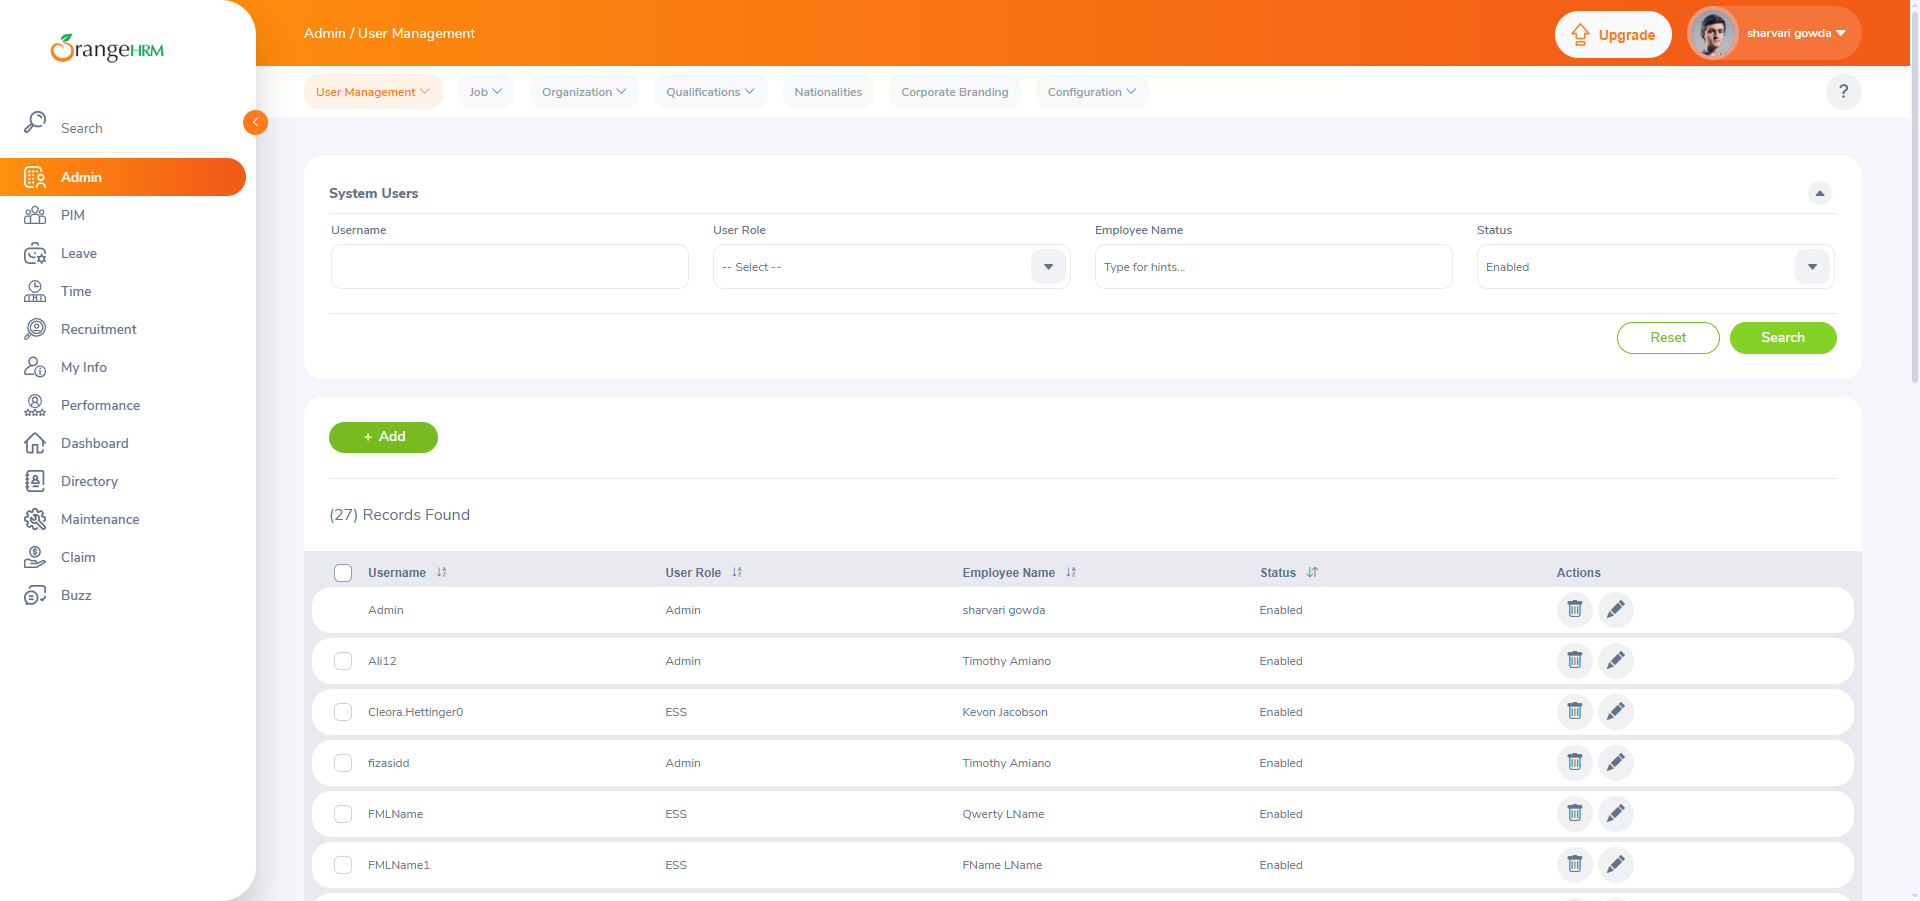 OrangeHRM
Admin / User Management
Upgrade
sharvari gowda
User Management
Job
Organization
Qualifications
Nationalities
Corporate Branding
Configuration
?
Search
Admin
PIM
Leave
Time
Recruitment
My Info
Performance
Dashboard
Directory
Maintenance
Claim
Buzz
System Users
Username
User Role
Employee Name
Status
-- Select --
Type for hints...
Enabled
Reset
Search
+ Add
(27) Records Found
Username User Role Employee Name Status Actions
Admin Admin sharvari gowda Enabled
Ali12 Admin Timothy Amiano Enabled
Cleora.Hettinger0 ESS Kevon Jacobson Enabled
fizasidd Admin Timothy Amiano Enabled
FMLName ESS Qwerty LName Enabled
FMLName1 ESS FName LName Enabled